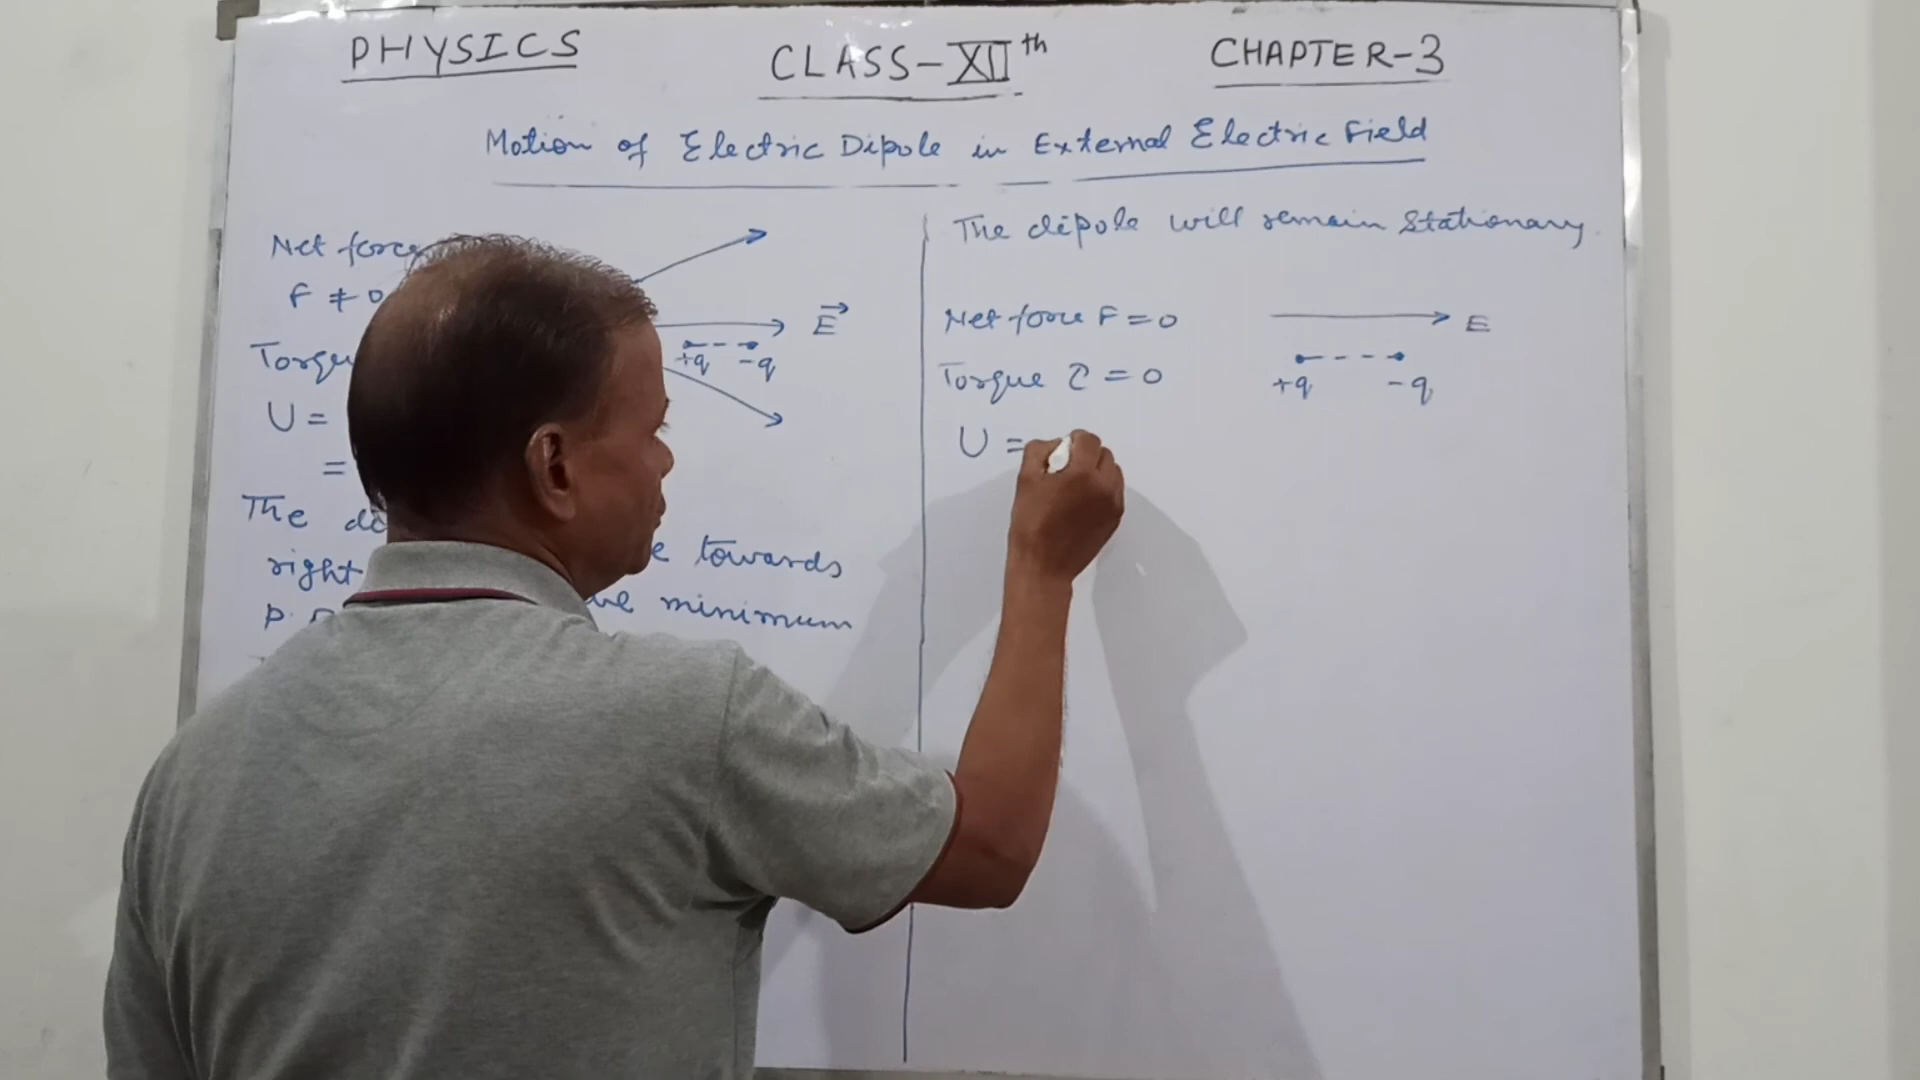 PHYSICS
CLASS-XIIth
CHAPTER-3
Motion of Electric Dipole in External Electric Field
Net force
F ≠ 0
E
+q -q
U =
=
The
right towards
minimum
The dipole will remain Stationary.
Net force F = 0
E
Torque τ = 0
+q -q
U =